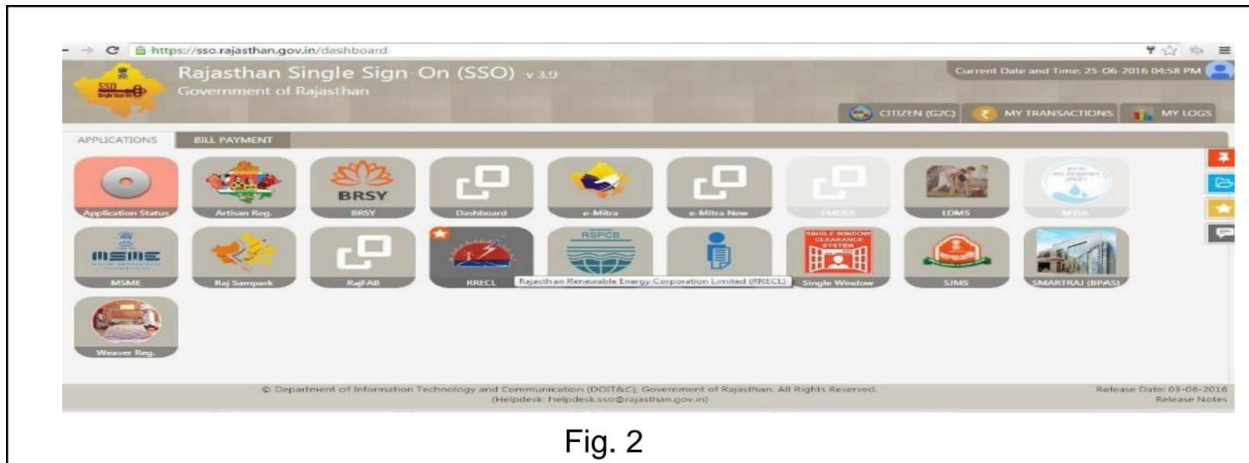 https://sso.rajasthan.gov.in/dashboard
Rajasthan Single Sign-On (SSO) v 3.9
Government of Rajasthan
SSO
Current Date and Time: 25-06-2016 04:58 PM
CITIZEN (G2C) MY TRANSACTIONS MY LOGS
APPLICATIONS BILL PAYMENT
BRSY
Application Status Artisan Reg. BRSY Dashboard e-Mitra e-Mitra New LDMS
RSPCB SINGLE WINDOW CLEARANCE SYSTEM
MSME Raj Sampark RajFAB RRECL Rajasthan Renewable Energy Corporation Limited (RRECL) Single Window SJMS SMARTRAJ (BPAS)
Weaver Reg.
© Department of Information Technology and Communication (DOIT&C), Government of Rajasthan. All Rights Reserved. Release Date: 03-06-2016
(Helpdesk: helpdesk.sso@rajasthan.gov.in) Release Notes
Fig. 2